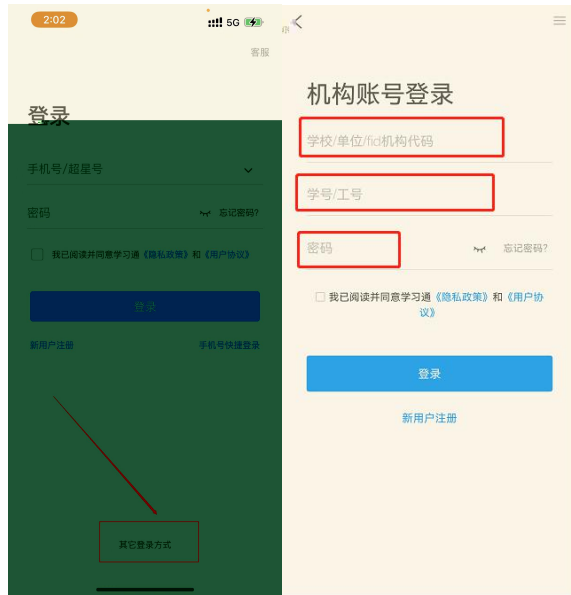 2:02
5G
客服
登录
手机号/超星号
密码
忘记密码?
我已阅读并同意学习通《隐私政策》和《用户协议》
登录
新用户注册
手机号快捷登录
其它登录方式
机构账号登录
学校/单位/fid机构代码
学号/工号
密码
忘记密码?
我已阅读并同意学习通《隐私政策》和《用户协
议》
登录
新用户注册